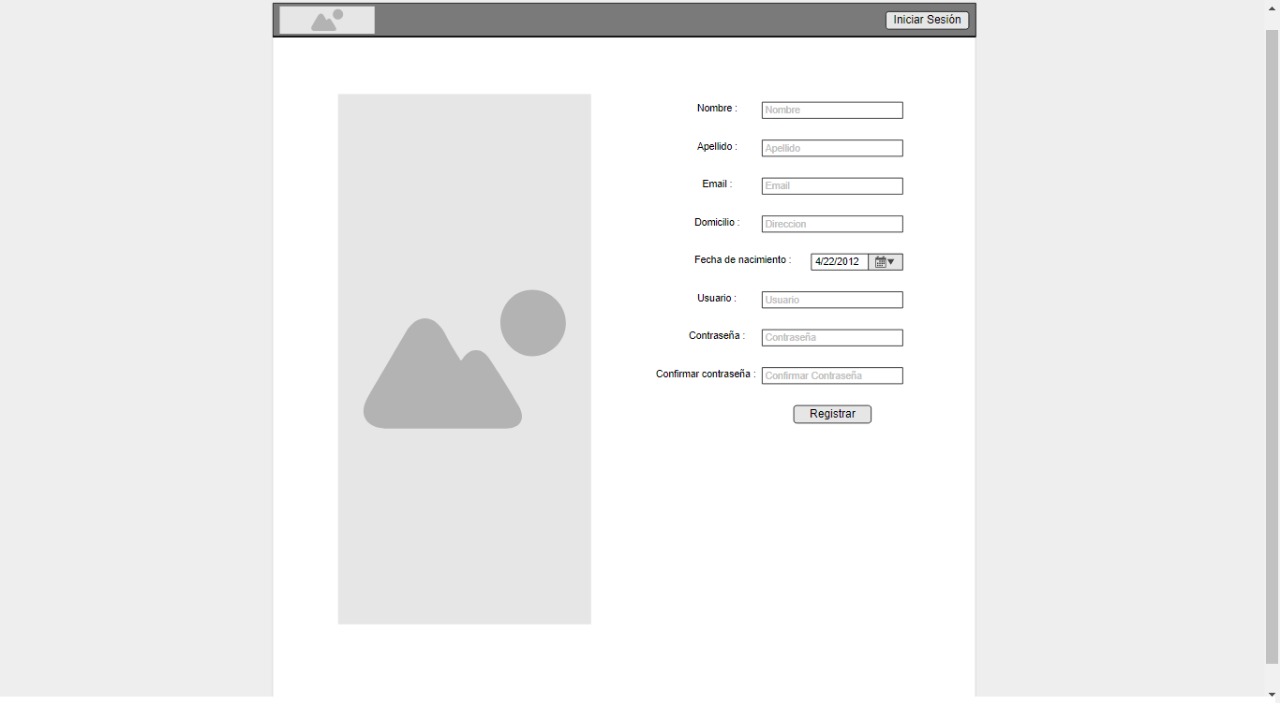 Iniciar Sesión
Nombre : Nombre
Apellido : Apellido
Email : Email
Domicilio : Direccion
Fecha de nacimiento : 4/22/2012
Usuario : Usuario
Contraseña : Contraseña
Confirmar contraseña : Confirmar Contraseña
Registrar